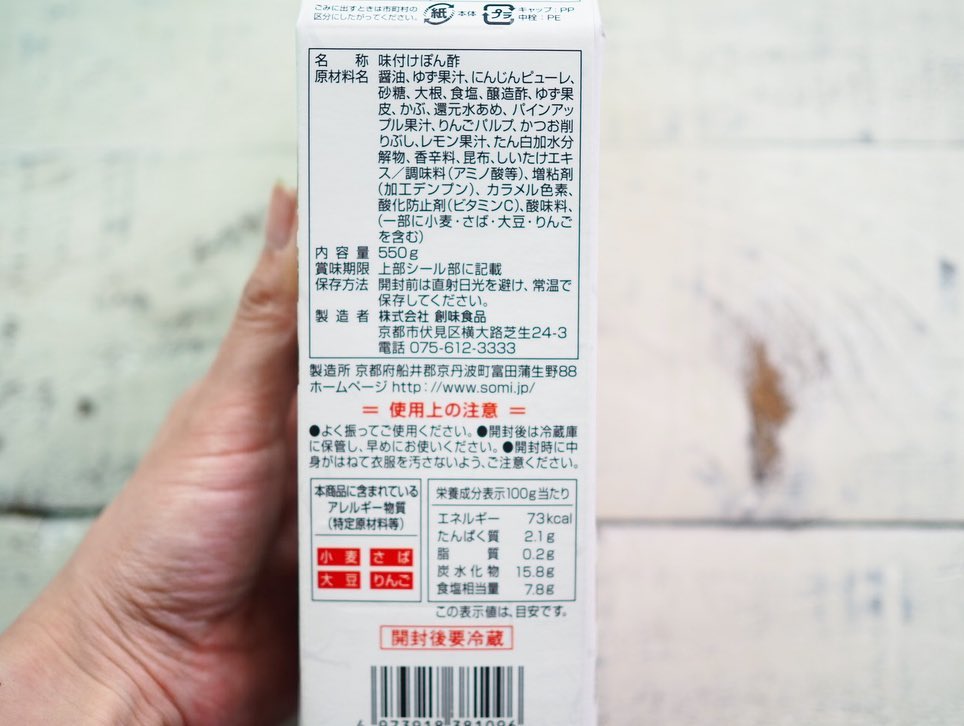 ごみに出すときは市町村の
区分にしたがってください。
紙 本体 プラ キャップ:PP
中栓:PE
名称 味付けぽん酢
原材料名 醤油、ゆず果汁、にんじんピューレ、
砂糖、大根、食塩、醸造酢、ゆず果
皮、かぶ、還元水あめ、パインアッ
プル果汁、りんごパルプ、かつお削
りぶし、レモン果汁、たん白加水分
解物、香辛料、昆布、しいたけエキ
ス/調味料(アミノ酸等)、増粘剤
(加工デンプン)、カラメル色素、
酸化防止剤(ビタミンC)、酸味料、
(一部に小麦・さば・大豆・りんご
を含む)
内容量 550g
賞味期限 上部シール部に記載
保存方法 開封前は直射日光を避け、常温で
保存してください。
製造者 株式会社 創味食品
京都市伏見区横大路芝生24-3
電話 075-612-3333
製造所 京都府船井郡京丹波町富田蒲生野88
ホームページ http://www.somi.jp/
= 使用上の注意 =
●よく振ってご使用ください。●開封後は冷蔵庫
に保管し、早めにお使いください。●開封時に中
身がはねて衣服を汚さないよう、ご注意ください。
本商品に含まれている
アレルギー物質
(特定原材料等)
小麦 さば
大豆 りんご
栄養成分表示100g当たり
エネルギー 73kcal
たんぱく質 2.1g
脂質 0.2g
炭水化物 15.8g
食塩相当量 7.8g
この表示値は、目安です。
開封後要冷蔵
4 973918 381096